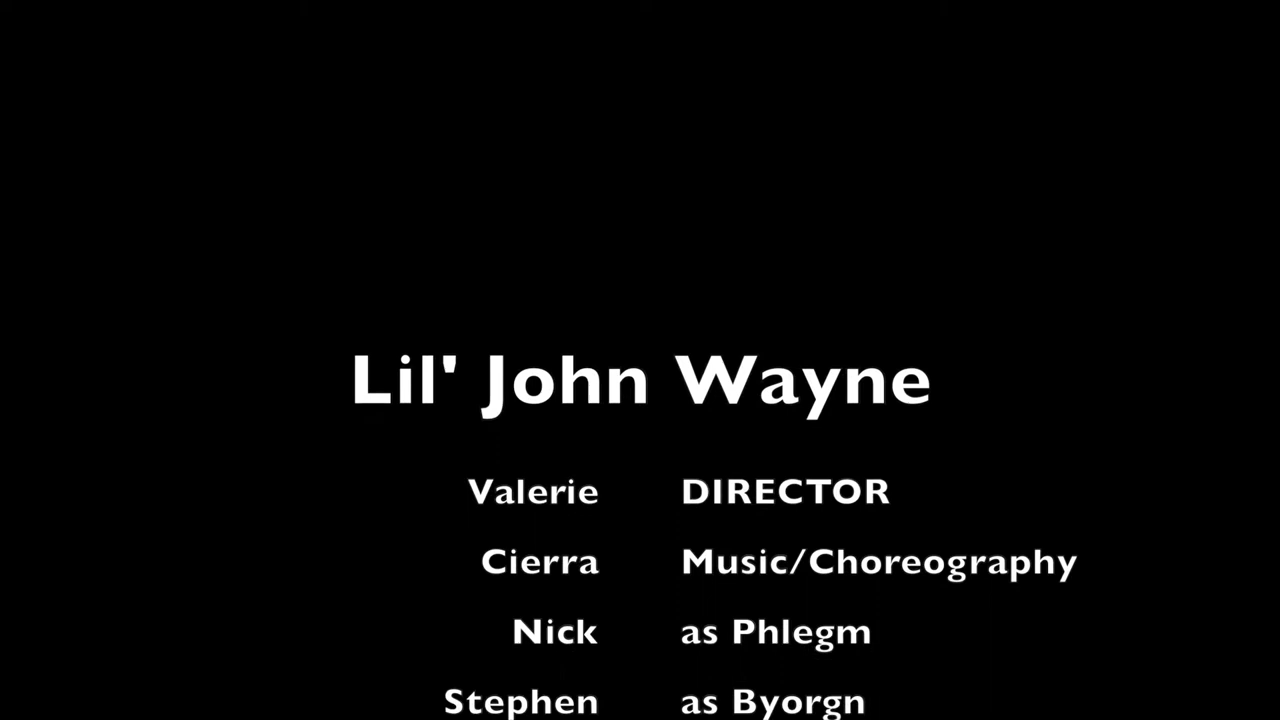 Lil' John Wayne
Valerie DIRECTOR
Cierra Music/Choreography
Nick as Phlegm
Stephen as Byorgn